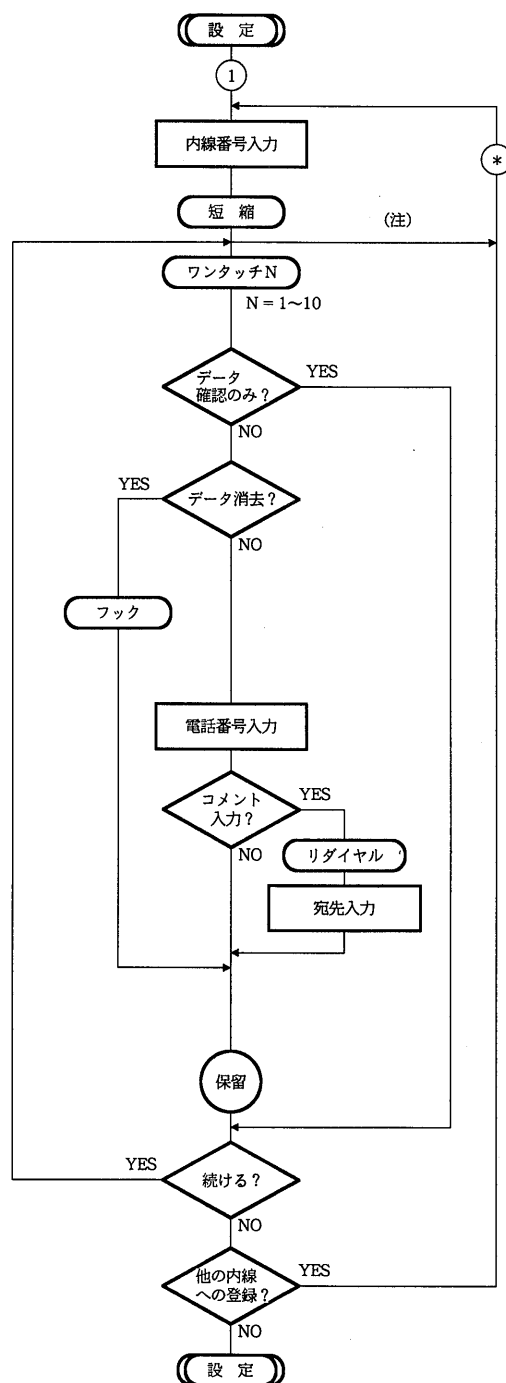 設 定
1
内線番号入力
*
短 縮
(注)
ワンタッチN
N = 1~10
データ
確認のみ?
YES
NO
YES
データ消去?
NO
フック
電話番号入力
コメント
入力?
YES
NO
リダイヤル
宛先入力
保留
YES
続ける?
NO
他の内線
への登録?
YES
NO
設 定